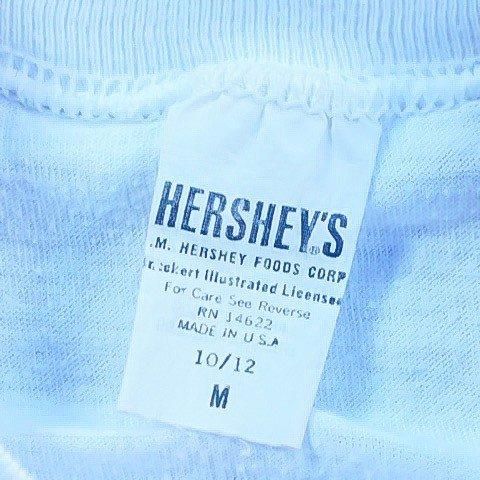 HERSHEY'S®
.M. HERSHEY FOODS CORP
Illustrated Licensee
For Care See Reverse
RN 14622
MADE IN U.S.A
10/12
M